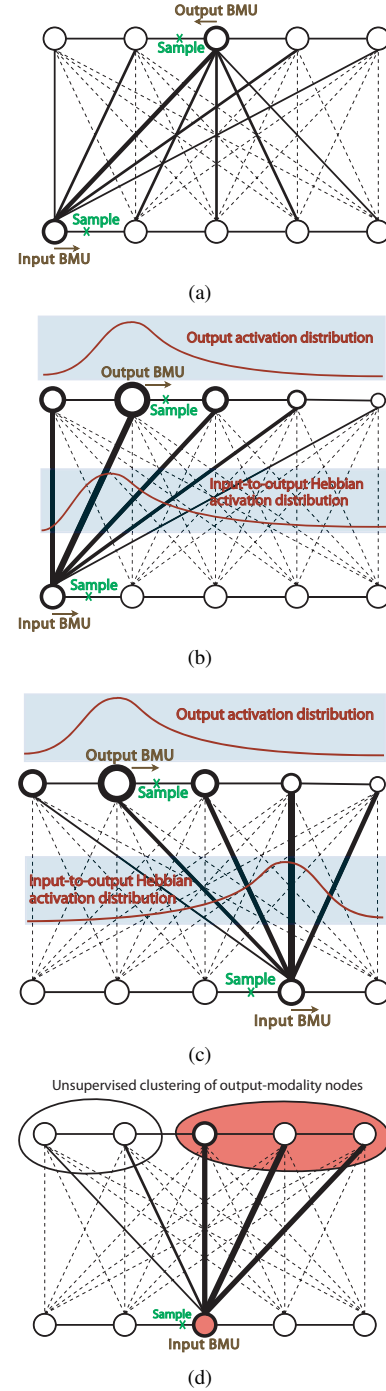 Output BMU
Sample
Sample
Input BMU
(a)
Output activation distribution
Output BMU
Sample
Input-to-output Hebbian
activation distribution
Sample
Input BMU
(b)
Output activation distribution
Output BMU
Sample
Input-to-output Hebbian
activation distribution
Sample
Input BMU
(c)
Unsupervised clustering of output-modality nodes
Sample
Input BMU
(d)